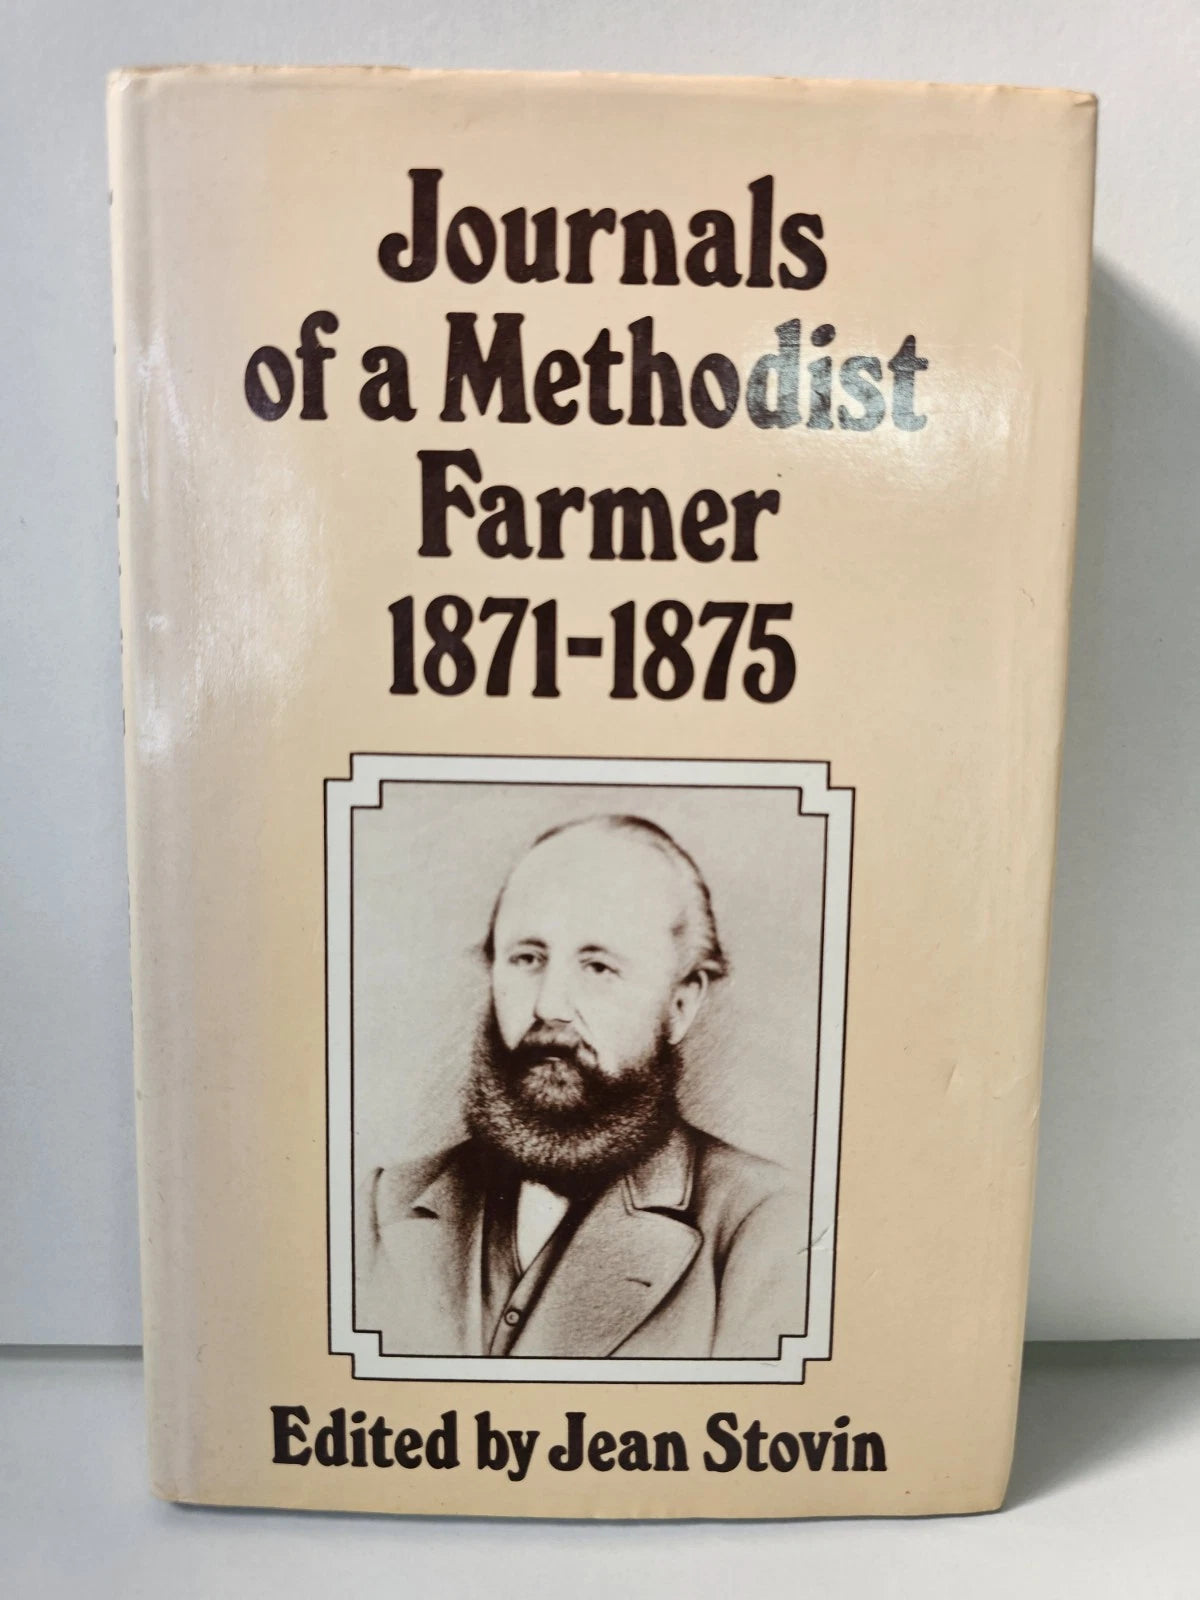 Journals
of a Methodist
Farmer
1871-1875
Edited by Jean Stovin